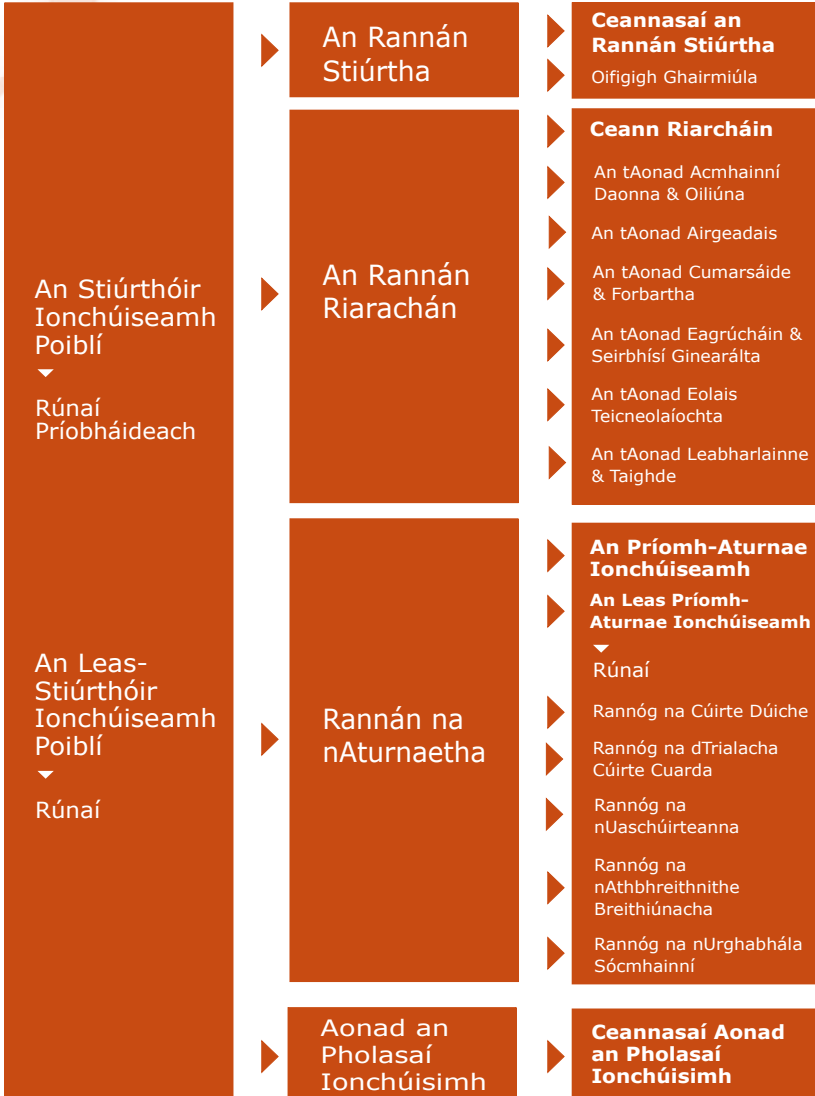 An Stiúrthóir
Ionchúiseamh
Poiblí
Rúnaí
Príobháideach
An Leas-
Stiúrthóir
Ionchúiseamh
Poiblí
Rúnaí
An Rannán
Stiúrtha
An Rannán
Riarachán
Rannán na
nAturnaetha
Aonad an
Pholasaí
Ionchúisimh
Ceannasaí an
Rannán Stiúrtha
Oifigigh Ghairmiúla
Ceann Riarcháin
An tAonad Acmhainní
Daonna & Oiliúna
An tAonad Airgeadais
An tAonad Cumarsáide
& Forbartha
An tAonad Eagrúcháin &
Seirbhísí Ginearálta
An tAonad Eolais
Teicneolaíochta
An tAonad Leabharlainne
& Taighde
An Príomh-Aturnae
Ionchúiseamh
An Leas Príomh-
Aturnae Ionchúiseamh
Rúnaí
Rannóg na Cúirte Dúiche
Rannóg na dTrialacha
Cúirte Cuarda
Rannóg na
nUaschúirteanna
Rannóg na
nAthbhreithnithe
Breithiúnacha
Rannóg na nUrghabhála
Sócmhainní
Ceannasaí Aonad
an Pholasaí
Ionchúisimh